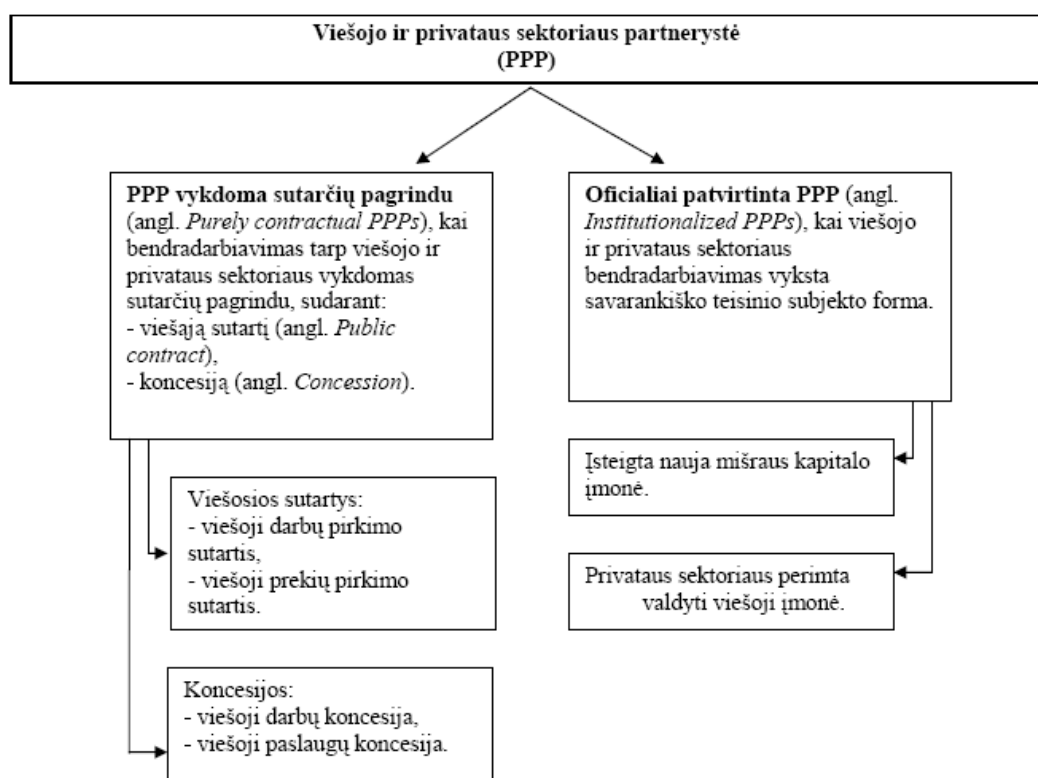 Viešojo ir privataus sektoriaus partnerystė
(PPP)
PPP vykdoma sutarčių pagrindu
(angl. Purely contractual PPPs), kai
bendradarbiavimas tarp viešojo ir
privataus sektoriaus vykdomas
sutarčių pagrindu, sudarant:
- viešąją sutartį (angl. Public
contract),
- koncesiją (angl. Concession).
Viešosios sutartys:
- viešoji darbų pirkimo
sutartis,
- viešoji prekių pirkimo
sutartis.
Koncesijos:
- viešoji darbų koncesija,
- viešoji paslaugų koncesija.
Oficialiai patvirtinta PPP (angl.
Institutionalized PPPs), kai viešojo
ir privataus sektoriaus
bendradarbiavimas vyksta
savarankiško teisinio subjekto forma.
Įsteigta nauja mišraus kapitalo
įmonė.
Privataus sektoriaus perimta
valdyti viešoji įmonė.